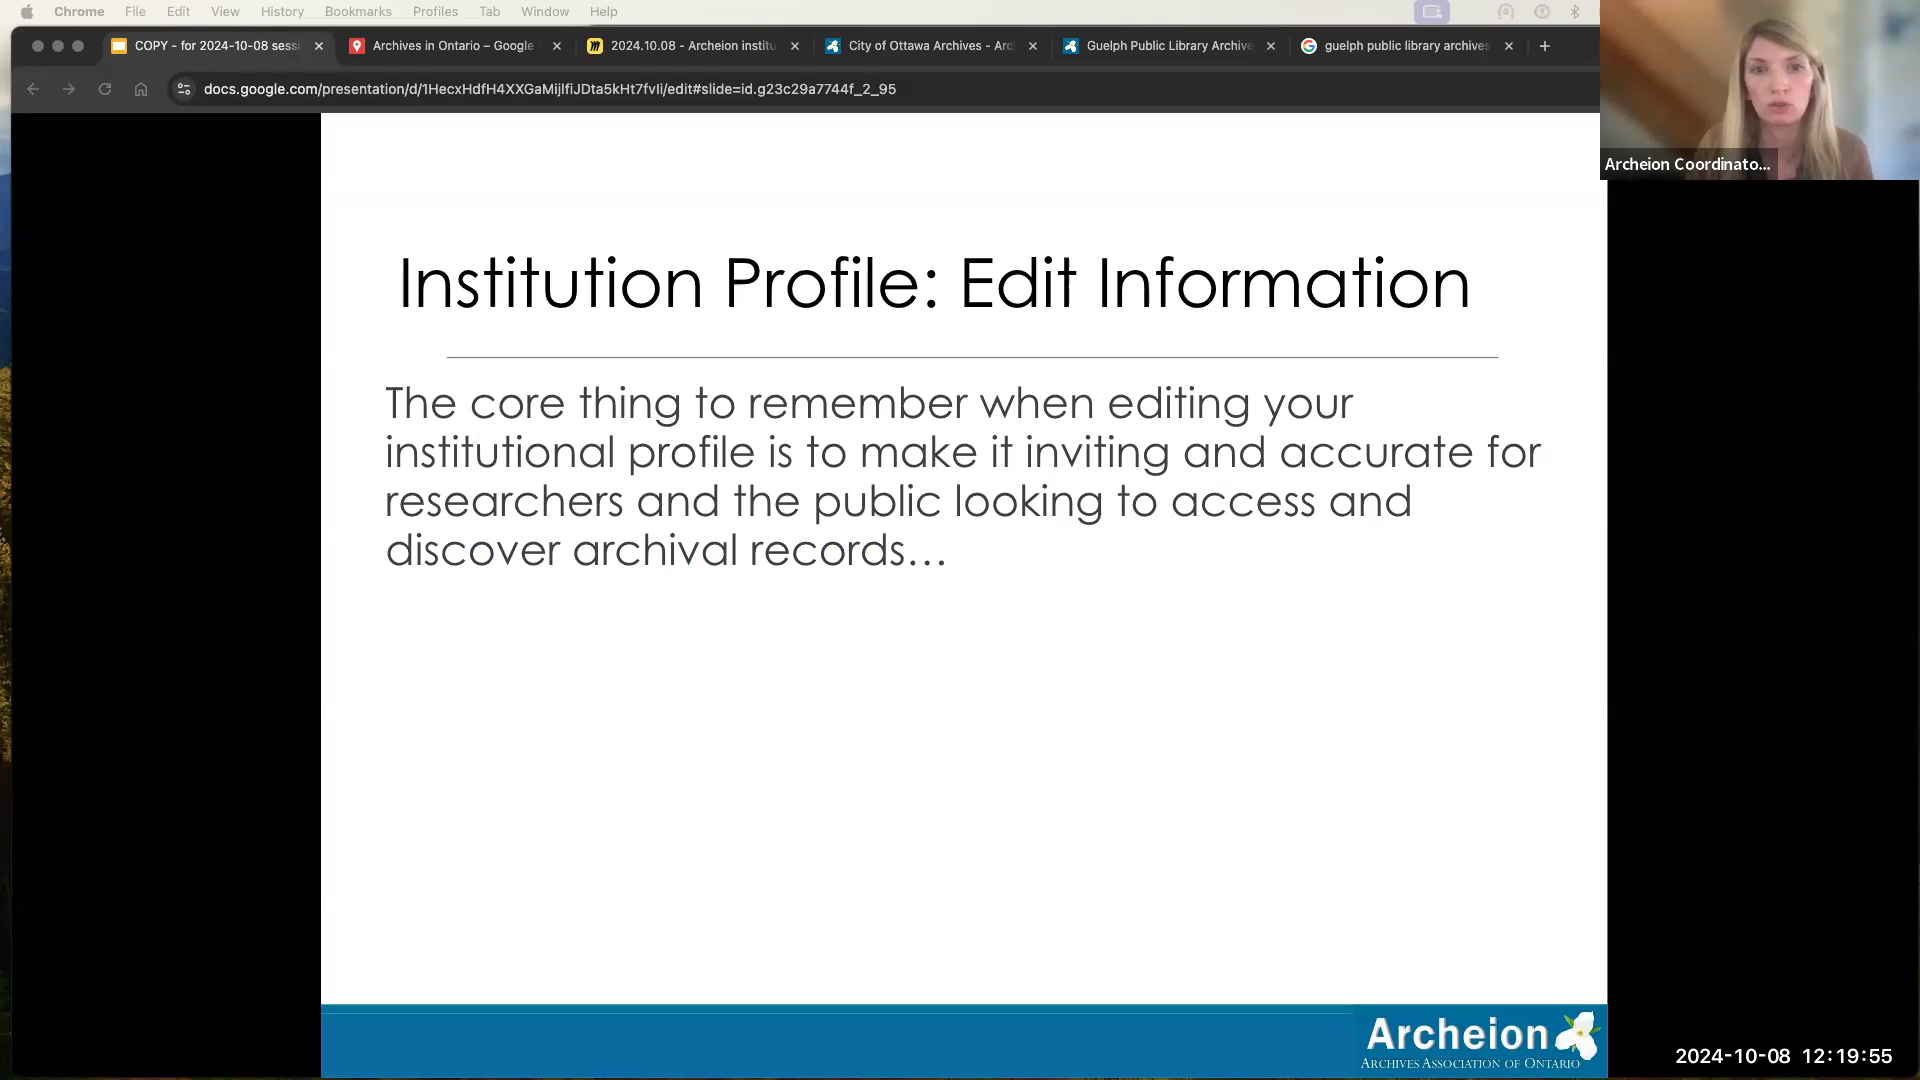 Chrome File Edit View History Bookmarks Profiles Tab Window Help
COPY - for 2024-10-08 sessi
Archives in Ontario – Google
2024.10.08 - Archeion institu
City of Ottawa Archives - Arc
Guelph Public Library Archive
guelph public library archives
docs.google.com/presentation/d/1HecxHdfH4XXGaMijlfiJDta5kHt7fvIi/edit#slide=id.g23c29a7744f_2_95
Archeion Coordinato...
Institution Profile: Edit Information
The core thing to remember when editing your
institutional profile is to make it inviting and accurate for
researchers and the public looking to access and
discover archival records…
Archeion
ARCHIVES ASSOCIATION OF ONTARIO
2024-10-08 12:19:55